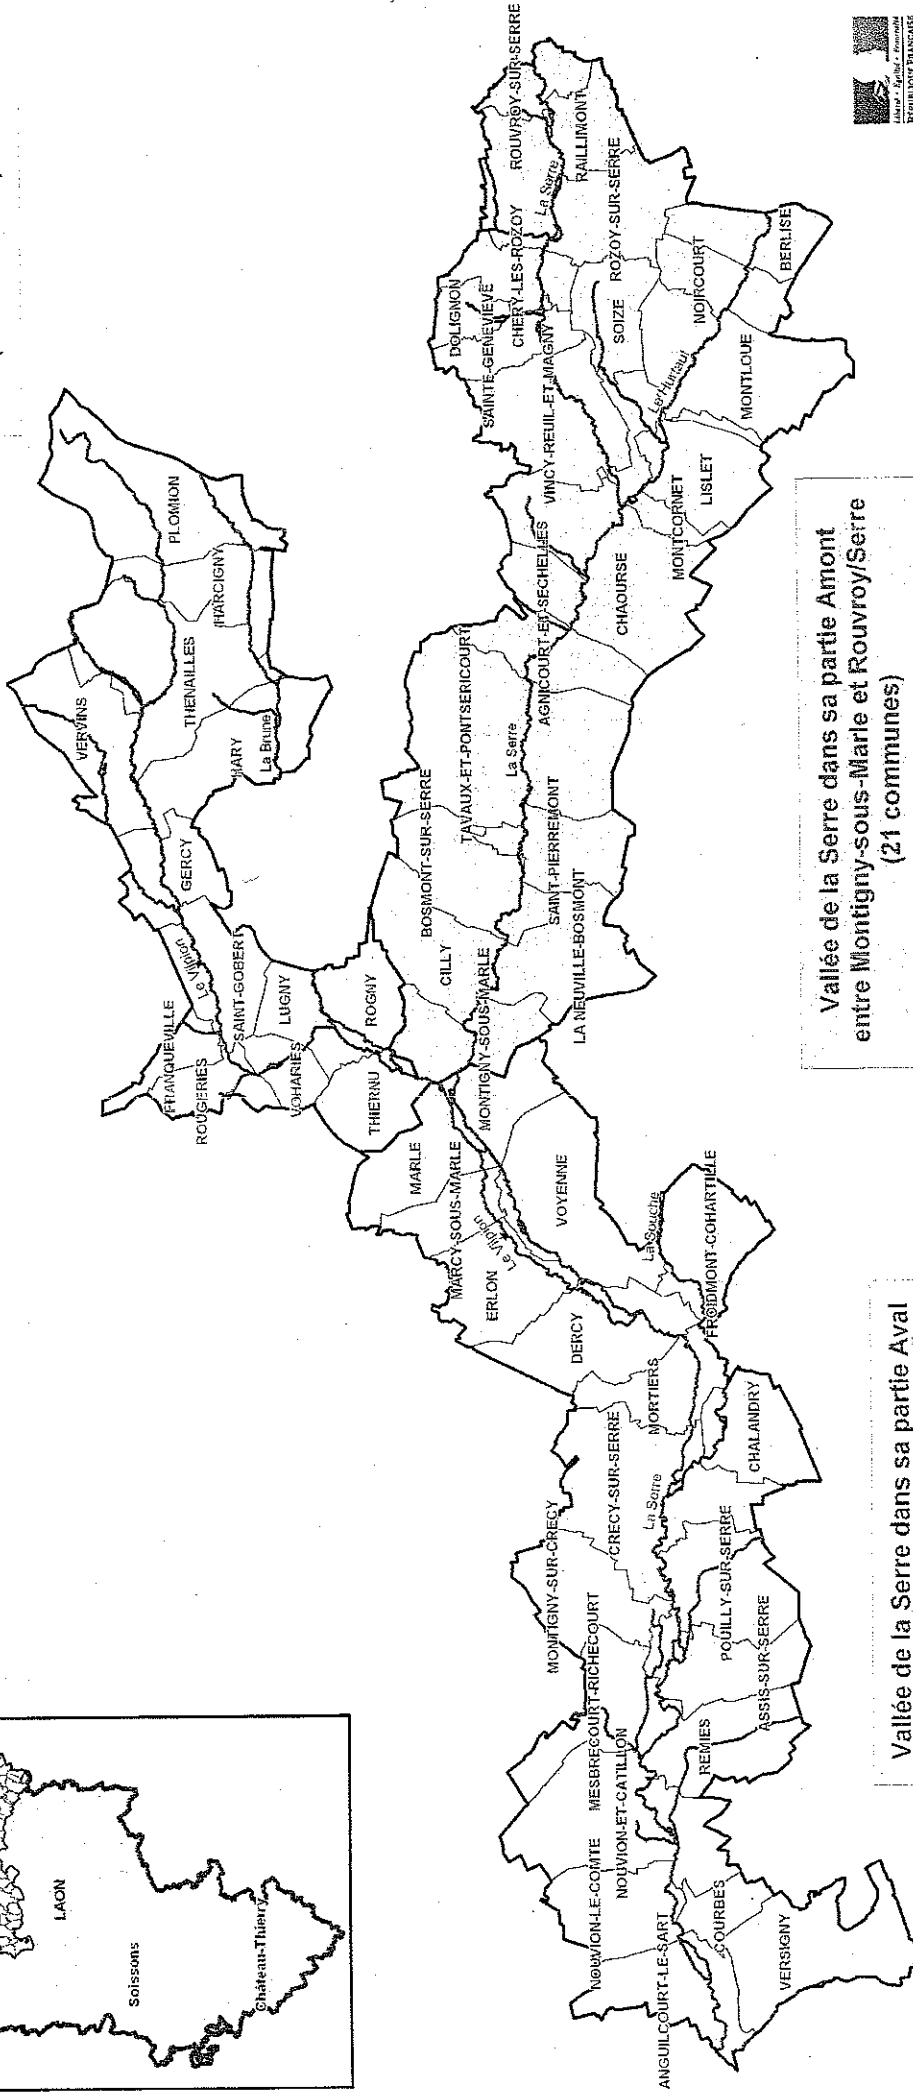 LAON
Soissons
Château-Thierry
VERVINS
PLOMION
THENAILLES
HARCIGNY
HARY
La Brune
GERCY
FRANQUEVILLE
Le Vilpion
ROUGERIES
SAINT-GOBERT
LUGNY
VOHARIES
ROGNY
THIERNU
MARLE
MARCY-SOUS-MARLE
Le Vilpion
ERLON
VOYENNE
DERCY
La Souche
FROIDMONT-COHARTILLE
MORTIERS
CHALANDRY
CRECY-SUR-SERRE
La Serre
MONTIGNY-SUR-CRECY
POUILLY-SUR-SERRE
ASSIS-SUR-SERRE
MESBRECOURT-RICHECOURT
REMIES
NOUVION-ET-CATILLON
NOUVION-LE-COMTE
COURBES
ANGUILCOURT-LE-SART
VERSIGNY
BOSMONT-SUR-SERRE
TAVAUX-ET-PONTSERICOURT
CILLY
La Serre
MONTIGNY-SOUS-MARLE
SAINT-PIERREMONT
LA NEUVILLE-BOSMONT
AGNICOURT-ET-SECHELLES
CHAOURSE
VINCY-REUIL-ET-MAGNY
MONTCORNET
LISLET
Le Hurtaut
MONTLOUE
SOIZE
NOIRCOURT
BERLISE
DOLIGNON
SAINTE-GENEVIEVE
CHERY-LES-ROZOY
La Serre
ROUVROY-SUR-SERRE
RAILLIMONT
ROZOY-SUR-SERRE
Vallée de la Serre dans sa partie Amont
entre Montigny-sous-Marle et Rouvroy/Serre
(21 communes)
Vallée de la Serre dans sa partie Aval
Liberté • Égalité • Fraternité
RÉPUBLIQUE FRANÇAISE